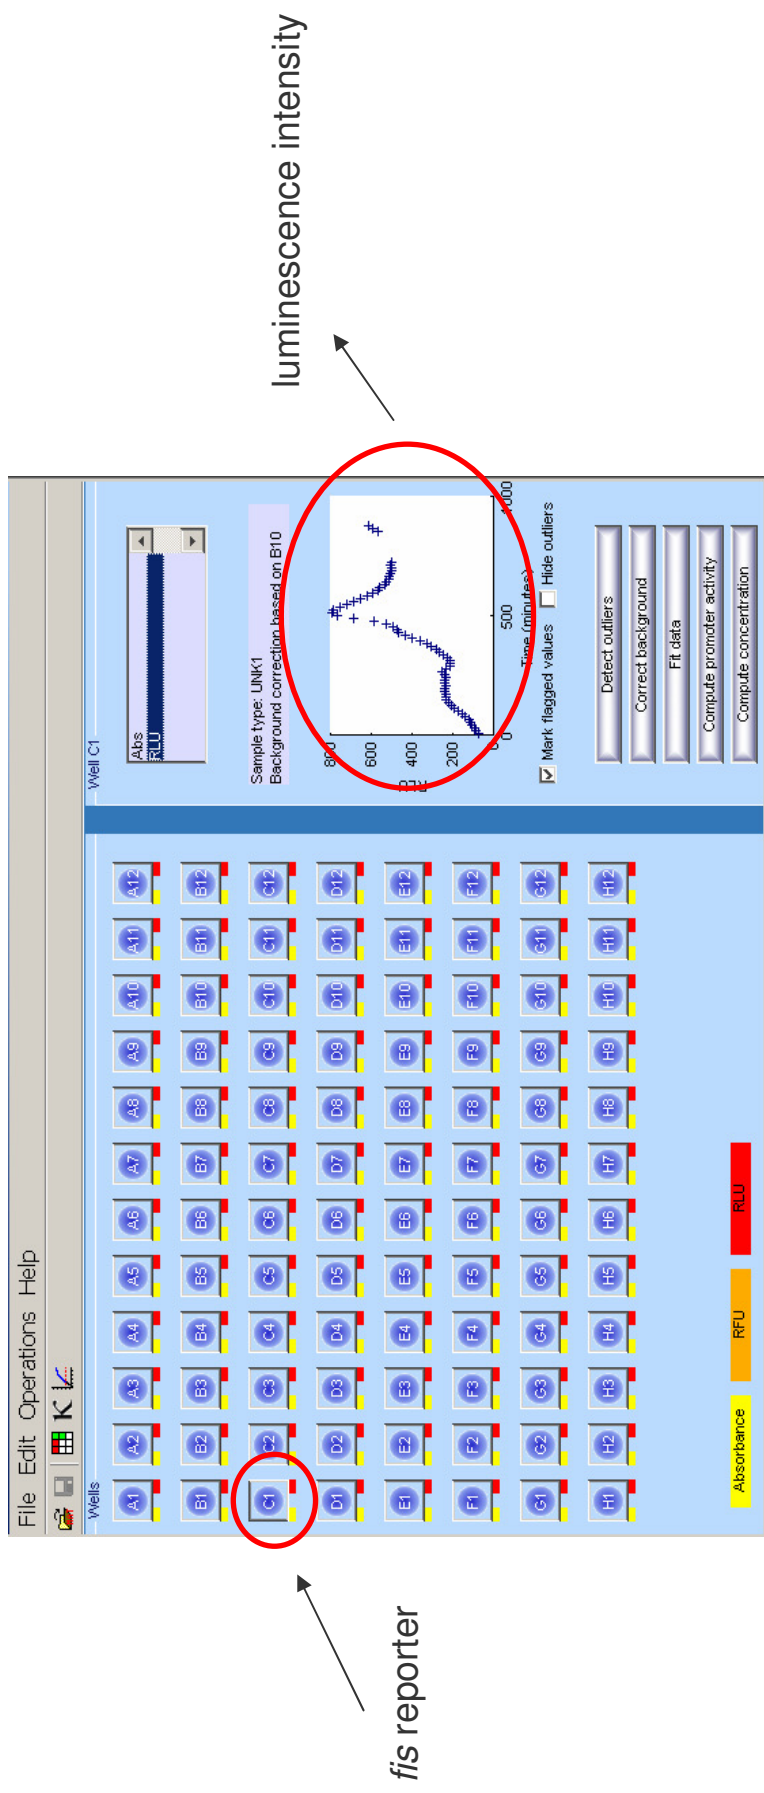 File Edit Operations Help
K
Wells
A1 A2 A3 A4 A5 A6 A7 A8 A9 A10 A11 A12
B1 B2 B3 B4 B5 B6 B7 B8 B9 B10 B11 B12
C1 C2 C3 C4 C5 C6 C7 C8 C9 C10 C11 C12
D1 D2 D3 D4 D5 D6 D7 D8 D9 D10 D11 D12
E1 E2 E3 E4 E5 E6 E7 E8 E9 E10 E11 E12
F1 F2 F3 F4 F5 F6 F7 F8 F9 F10 F11 F12
G1 G2 G3 G4 G5 G6 G7 G8 G9 G10 G11 G12
H1 H2 H3 H4 H5 H6 H7 H8 H9 H10 H11 H12
Absorbance RFU RLU
Well C1
Abs
RLU
Sample type: UNK1
Background correction based on B10
800
600
400
200
0
0 500 1000
Time (minutes)
Mark flagged values Hide outliers
Detect outliers
Correct background
Fit data
Compute promoter activity
Compute concentration
fis reporter
luminescence intensity